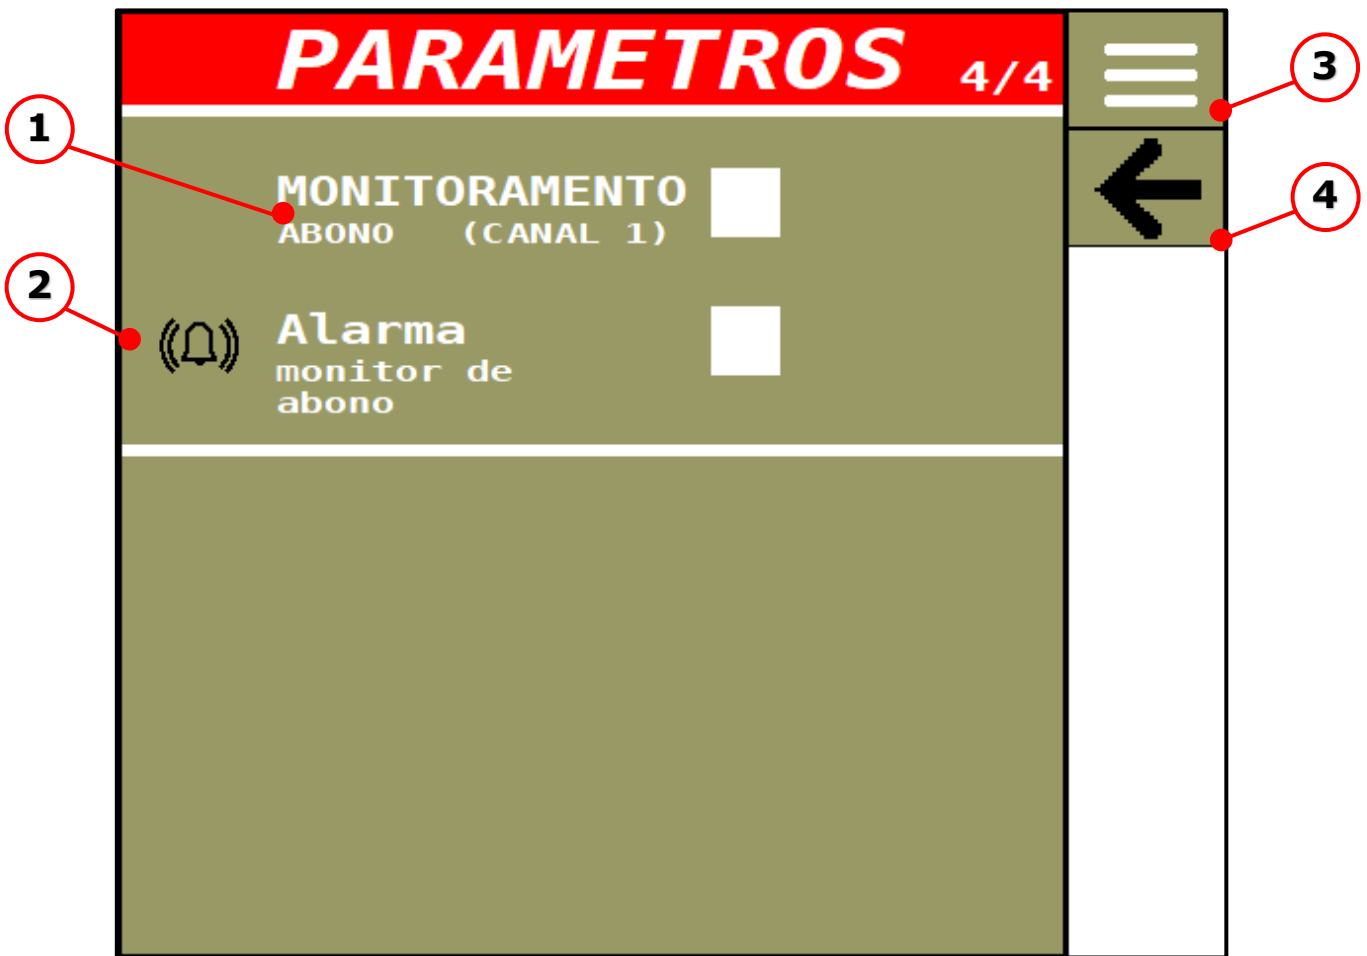 PARAMETROS 4/4
3
1
MONITORAMENTO
ABONO (CANAL 1)
4
2
Alarma
monitor de
abono